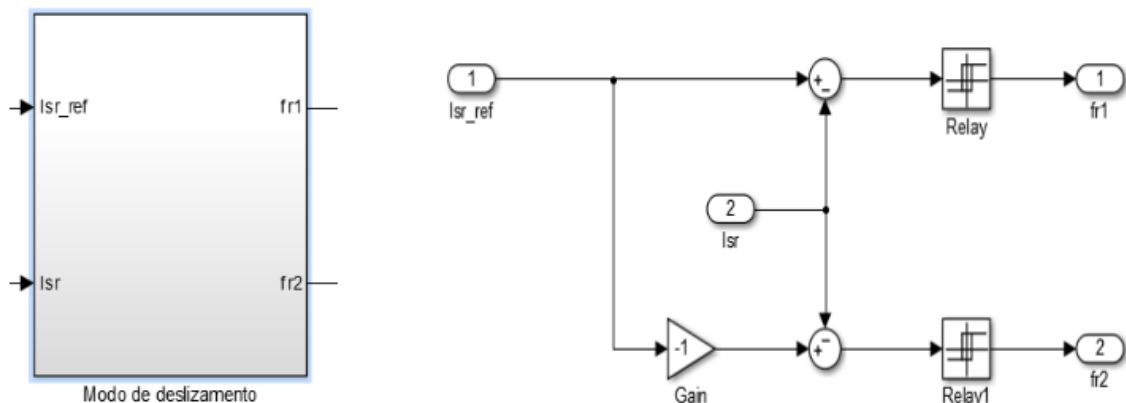 Isr_ref
fr1
Isr
fr2
Modo de deslizamento
1
Isr_ref
+
−
Relay
1
fr1
2
Isr
-1
Gain
+
−
Relay1
2
fr2